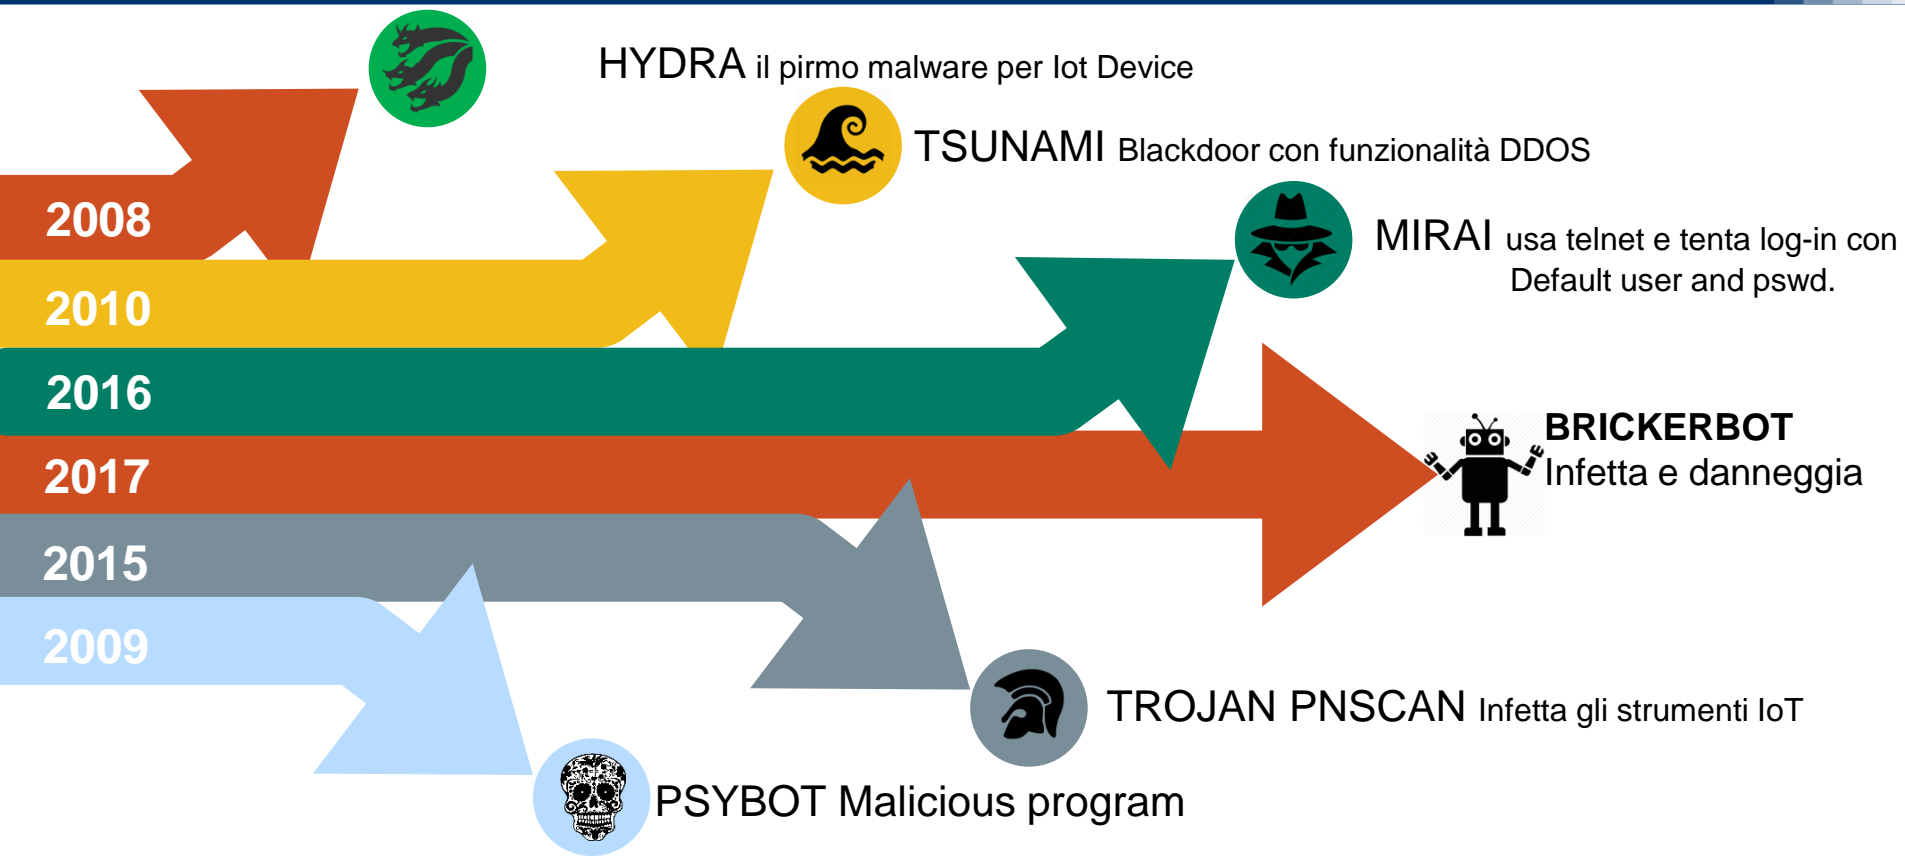 HYDRA il pirmo malware per Iot Device
TSUNAMI Blackdoor con funzionalità DDOS
2008
MIRAI usa telnet e tenta log-in con
Default user and pswd.
2010
2016
BRICKERBOT
Infetta e danneggia
2017
2015
2009
TROJAN PNSCAN Infetta gli strumenti IoT
PSYBOT Malicious program